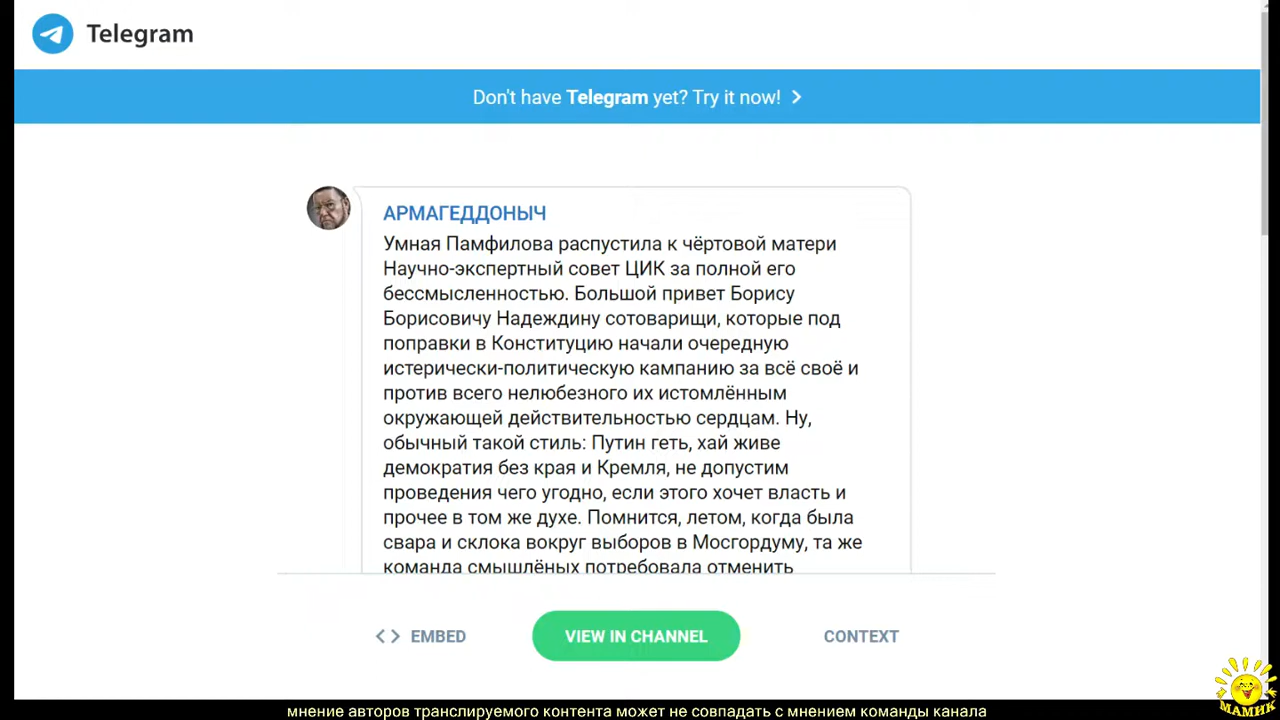 Telegram
Don't have Telegram yet? Try it now!
АРМАГЕДДОНЫЧ
Умная Памфилова распустила к чёртовой матери
Научно-экспертный совет ЦИК за полной его
бессмысленностью. Большой привет Борису
Борисовичу Надеждину сотоварищи, которые под
поправки в Конституцию начали очередную
истерически-политическую кампанию за всё своё и
против всего нелюбезного их истомлённым
окружающей действительностью сердцам. Ну,
обычный такой стиль: Путин геть, хай живе
демократия без края и Кремля, не допустим
проведения чего угодно, если этого хочет власть и
прочее в том же духе. Помнится, летом, когда была
свара и склока вокруг выборов в Мосгордуму, та же
команда смышлёных потребовала отменить
EMBED
VIEW IN CHANNEL
CONTEXT
МАМИК
мнение авторов транслируемого контента может не совпадать с мнением команды канала